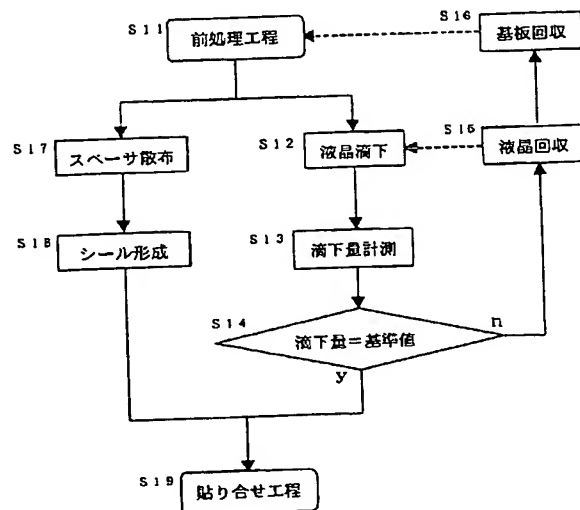 S11
前処理工程
S16
基板回収
S17
スペーサ散布
S12
液晶滴下
S15
液晶回収
S18
シール形成
S13
滴下量計測
S14
滴下量＝基準値
n
y
S19
貼り合せ工程